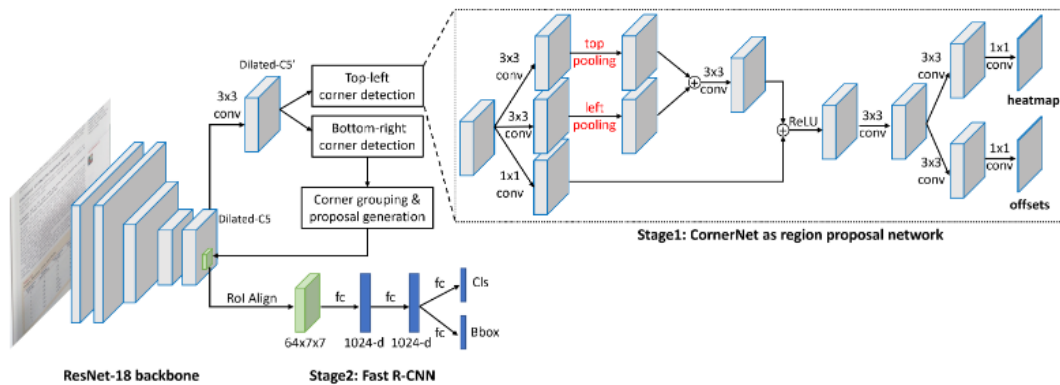 Dilated-C5'
3x3
conv
Top-left
corner detection
Bottom-right
corner detection
Corner grouping &
proposal generation
Dilated-C5
RoI Align
64x7x7
fc
1024-d
fc
1024-d
fc
Cls
fc
Bbox
ResNet-18 backbone
Stage2: Fast R-CNN
3x3
conv
top
pooling
3x3
conv
left
pooling
1x1
conv
3x3
conv
ReLU
3x3
conv
3x3
conv
1x1
conv
heatmap
3x3
conv
1x1
conv
offsets
Stage1: CornerNet as region proposal network